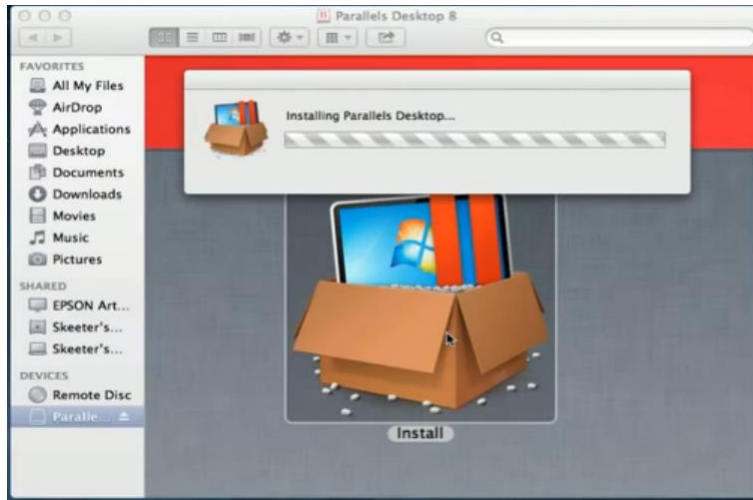 Parallels Desktop 8
FAVORITES
All My Files
AirDrop
Applications
Desktop
Documents
Downloads
Movies
Music
Pictures
SHARED
EPSON Art...
Skeeter's...
Skeeter's...
DEVICES
Remote Disc
Paralle...
Installing Parallels Desktop...
Install